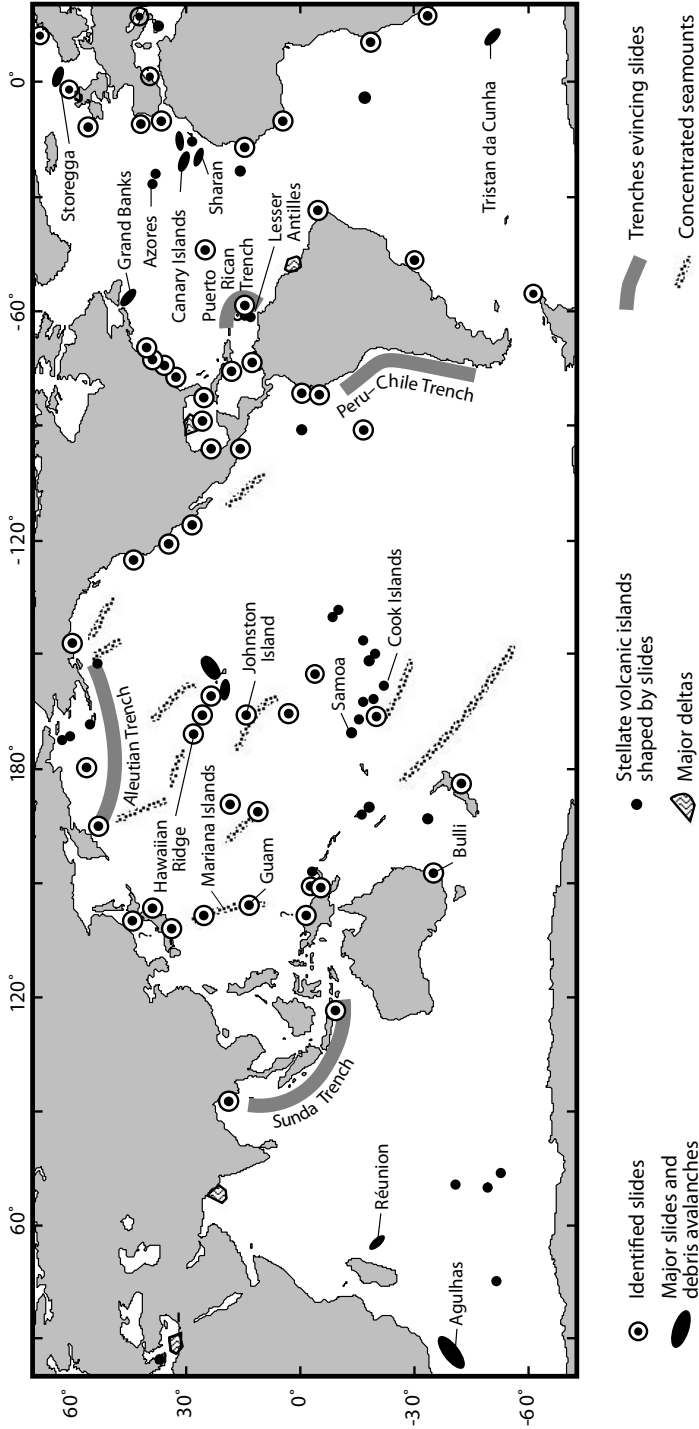 60°
30°
0°
-30°
-60°
60°
120°
180°
-120°
-60°
0°
Storegga
Grand Banks
Azores
Canary Islands
Sharan
Puerto
Rican
Trench
Lesser
Antilles
Tristan da Cunha
Peru–Chile Trench
Aleutian Trench
Hawaiian
Ridge
Johnston
Island
Mariana Islands
Guam
Samoa
Cook Islands
Bulli
Sunda Trench
Réunion
Agulhas
Identified slides
Major slides and
debris avalanches
Stellate volcanic islands
shaped by slides
Major deltas
Trenches evincing slides
Concentrated seamounts